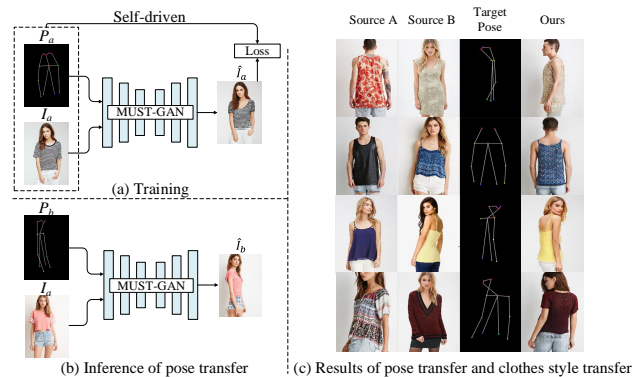 Self-driven
P_a
Loss
Î_a
MUST-GAN
I_a
(a) Training
P_b
Î_b
MUST-GAN
I_a
(b) Inference of pose transfer
Source A Source B Target Pose Ours
(c) Results of pose transfer and clothes style transfer